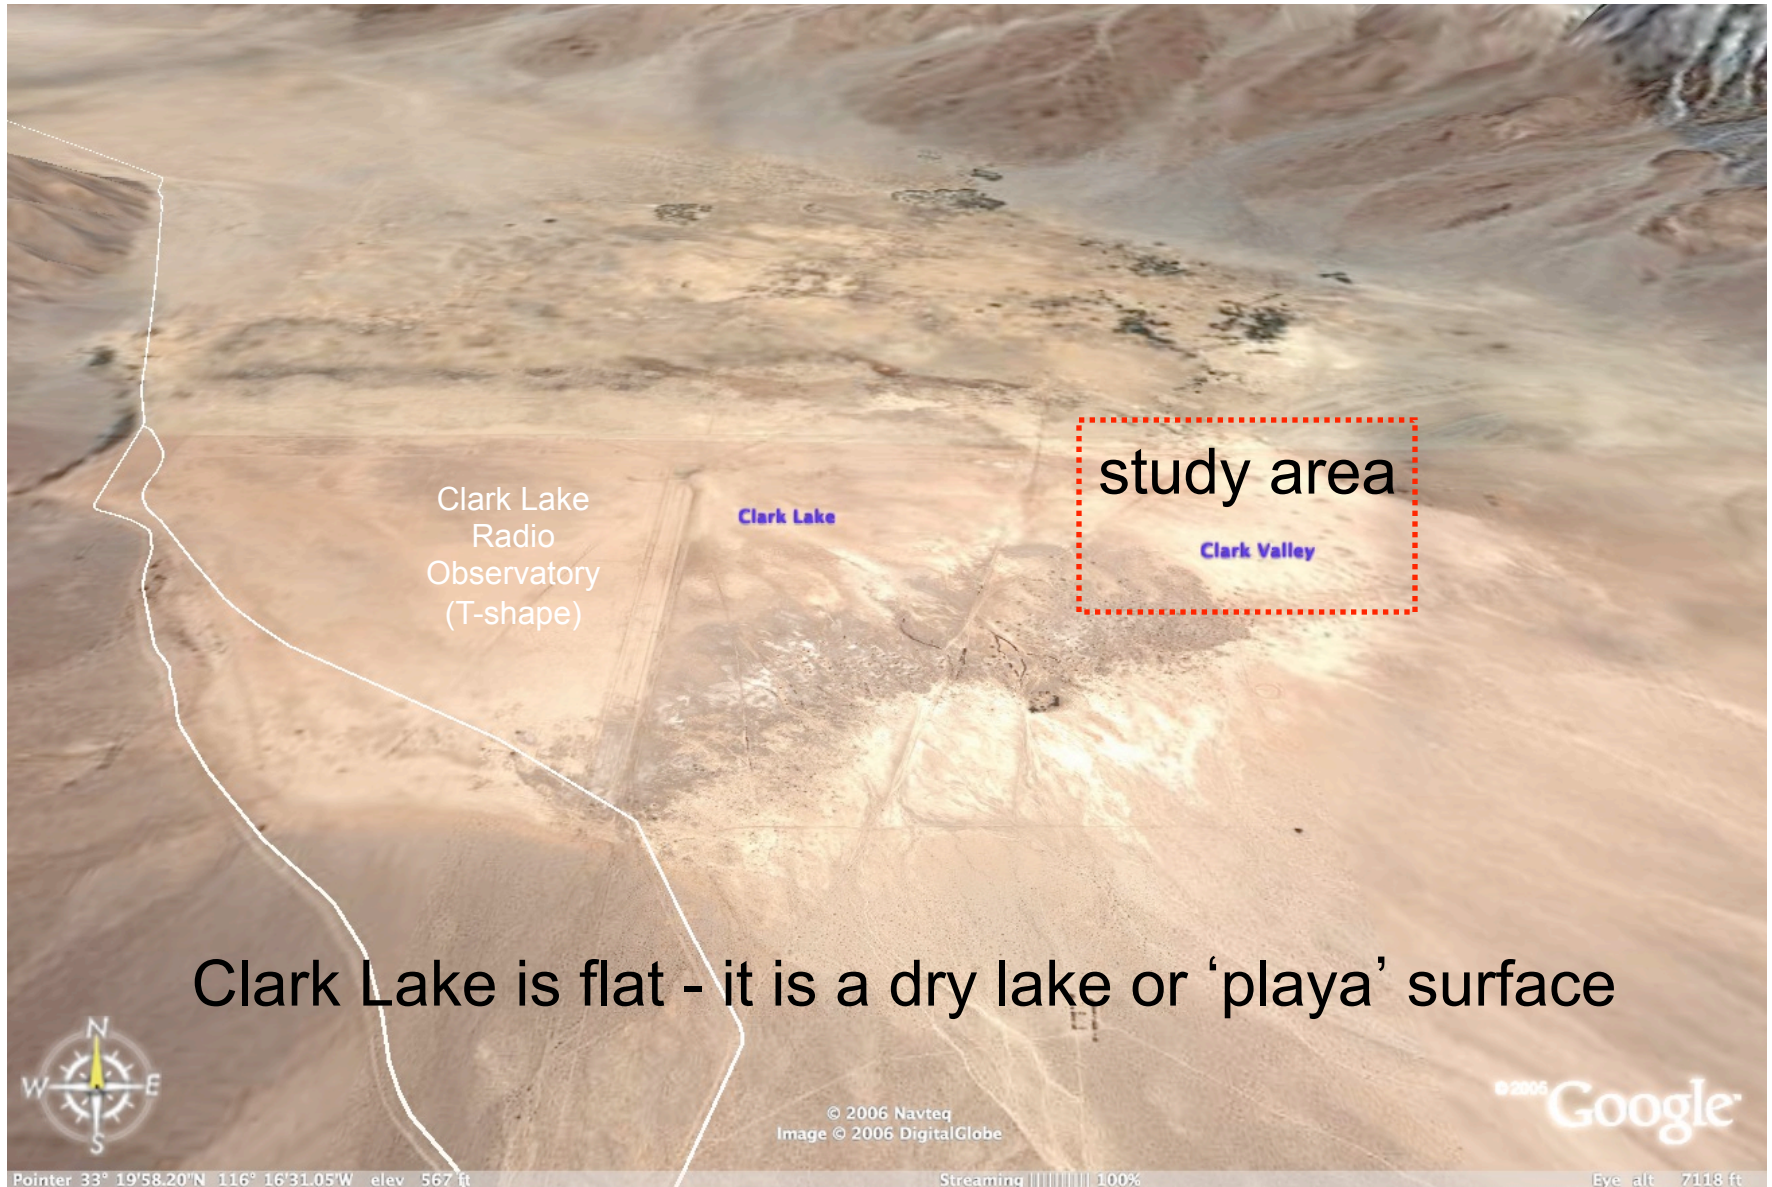 study area
Clark Lake
Radio
Observatory
(T-shape)
Clark Lake
Clark Valley
Clark Lake is flat - it is a dry lake or ‘playa’ surface
N
W
E
S
© 2006 Navteq
Image © 2006 DigitalGlobe
© 2005 Google™
Pointer 33° 19'58.20"N 116° 16'31.05"W elev 567 ft
Streaming |||||||||| 100%
Eye alt 7118 ft